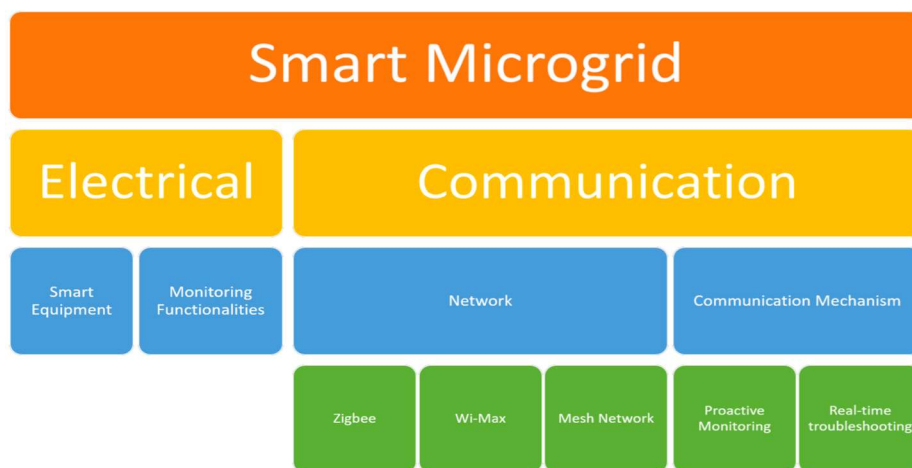 Smart Microgrid
Electrical
Communication
Smart
Equipment
Monitoring
Functionalities
Network
Communication Mechanism
Zigbee
Wi-Max
Mesh Network
Proactive
Monitoring
Real-time
troubleshooting